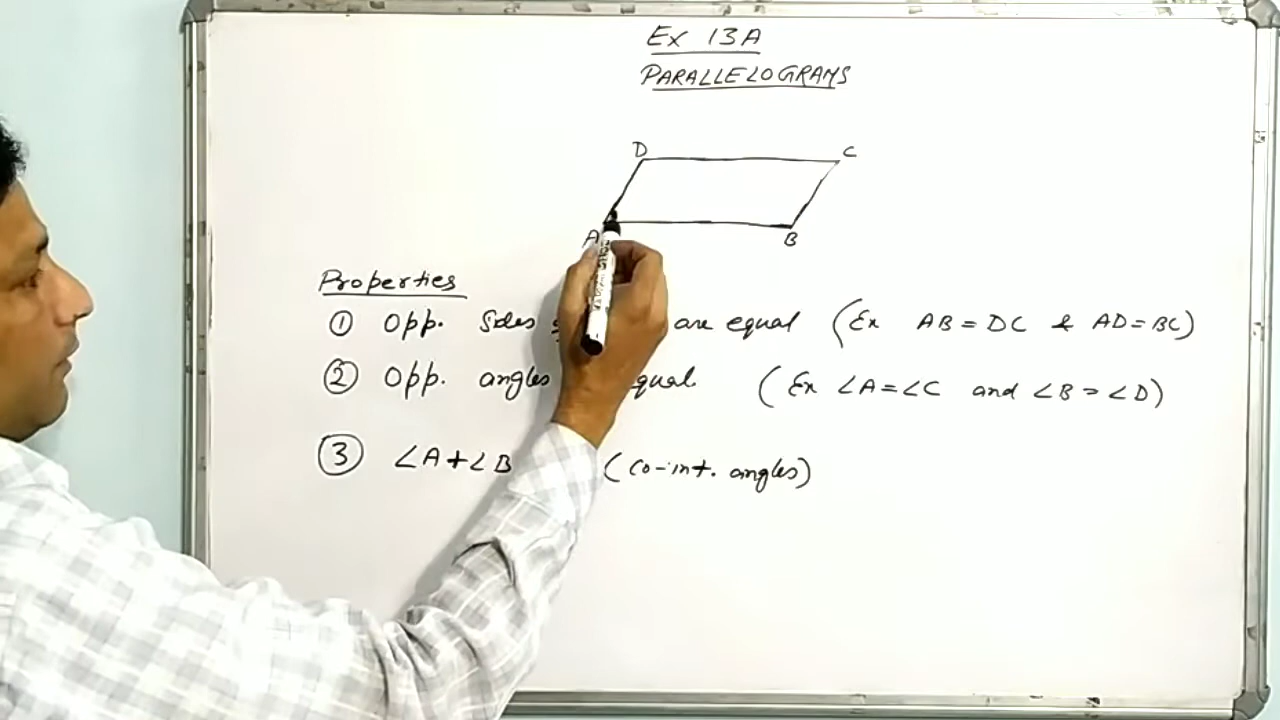 Ex 13A
PARALLELOGRAMS
D C
A B
Properties
① Opp. Sides are equal (Ex AB = DC & AD = BC)
② Opp. angles equal (Ex ∠A = ∠C and ∠B = ∠D)
③ ∠A + ∠B (Co-int. angles)